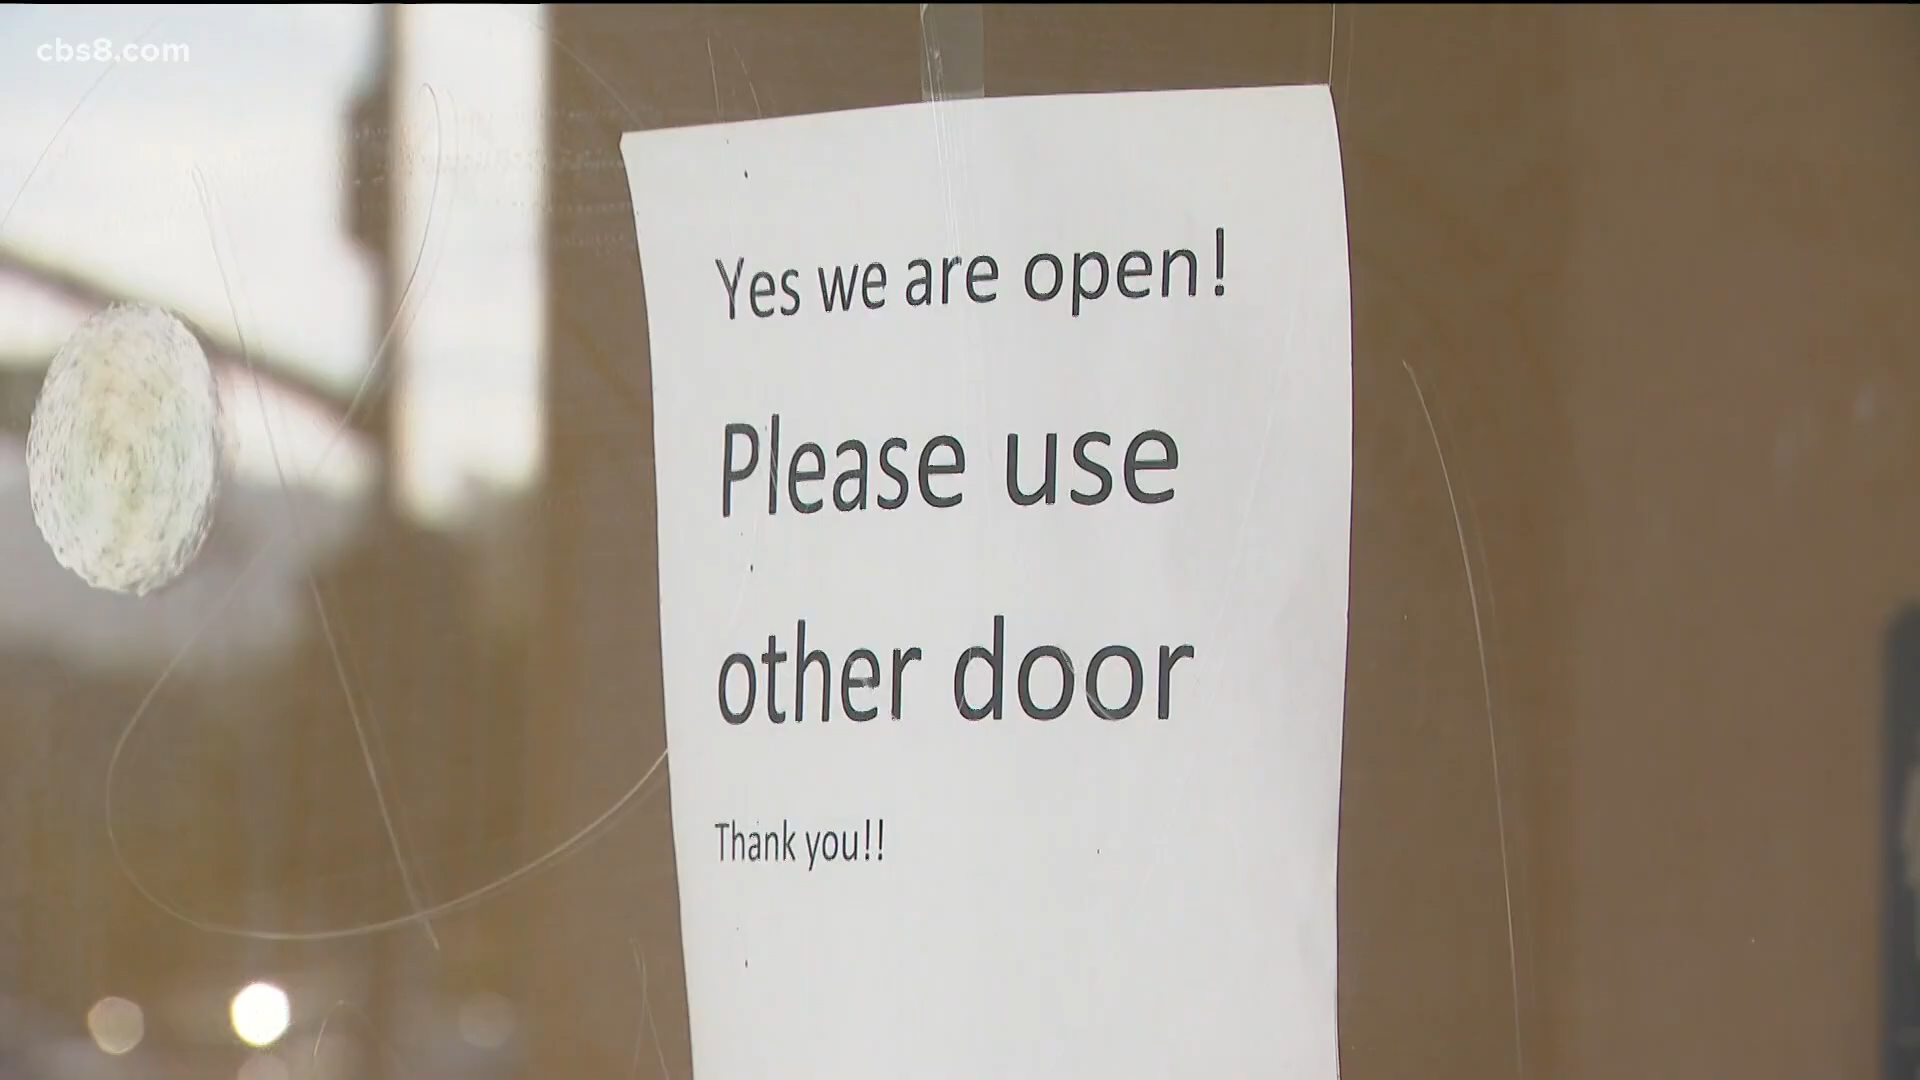 cbs8.com
Yes we are open!
Please use
other door
Thank you!!